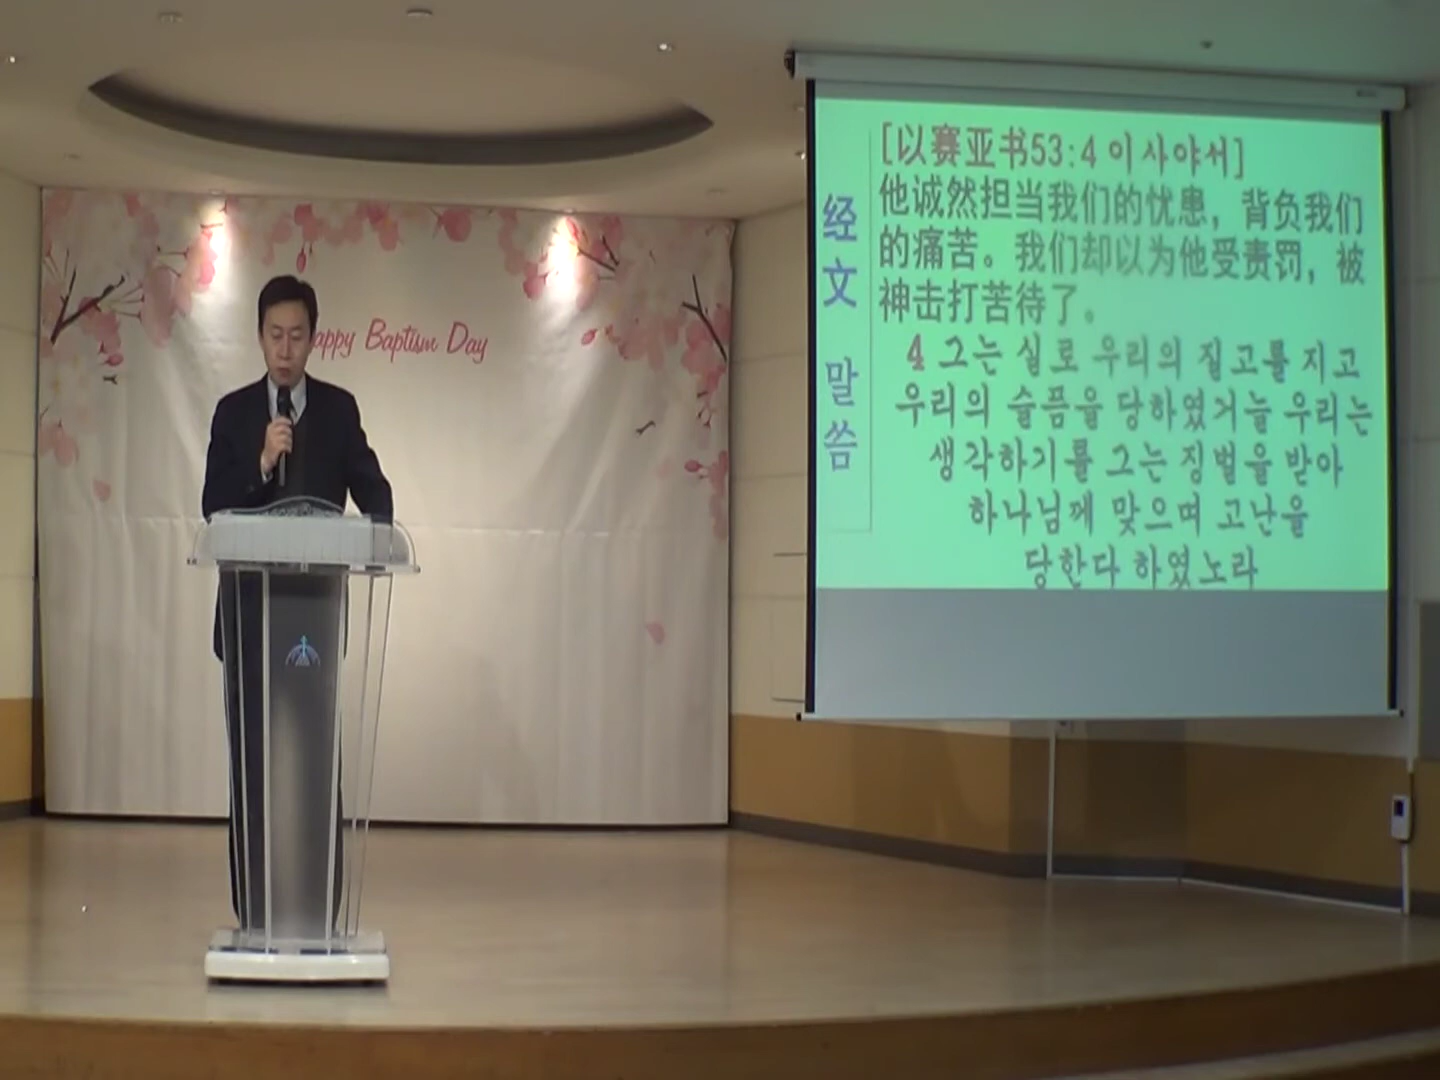 [以赛亚书53:4 이사야서]
他诚然担当我们的忧患，背负我们
的痛苦。我们却以为他受责罚，被
神击打苦待了。
4 그는 실로 우리의 질고를 지고
우리의 슬픔을 당하였거늘 우리는
생각하기를 그는 징벌을 받아
하나님께 맞으며 고난을
당한다 하였노라
经文 말씀
appy Baptism Day